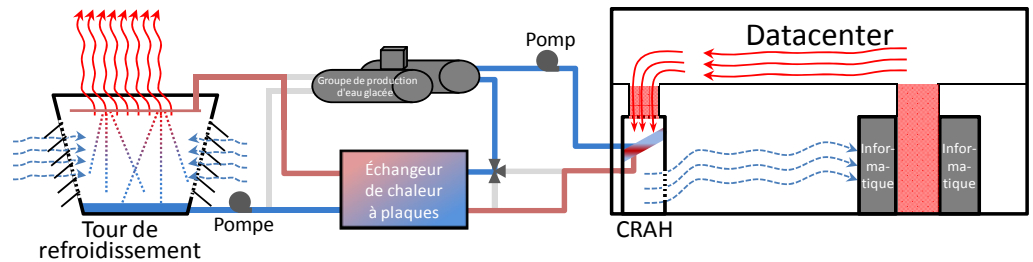 Datacenter
Pomp
Groupe de production
d'eau glacée
Échangeur
de chaleur
à plaques
Infor-
ma-
tique
Infor-
ma-
tique
Pompe
CRAH
Tour de
refroidissement